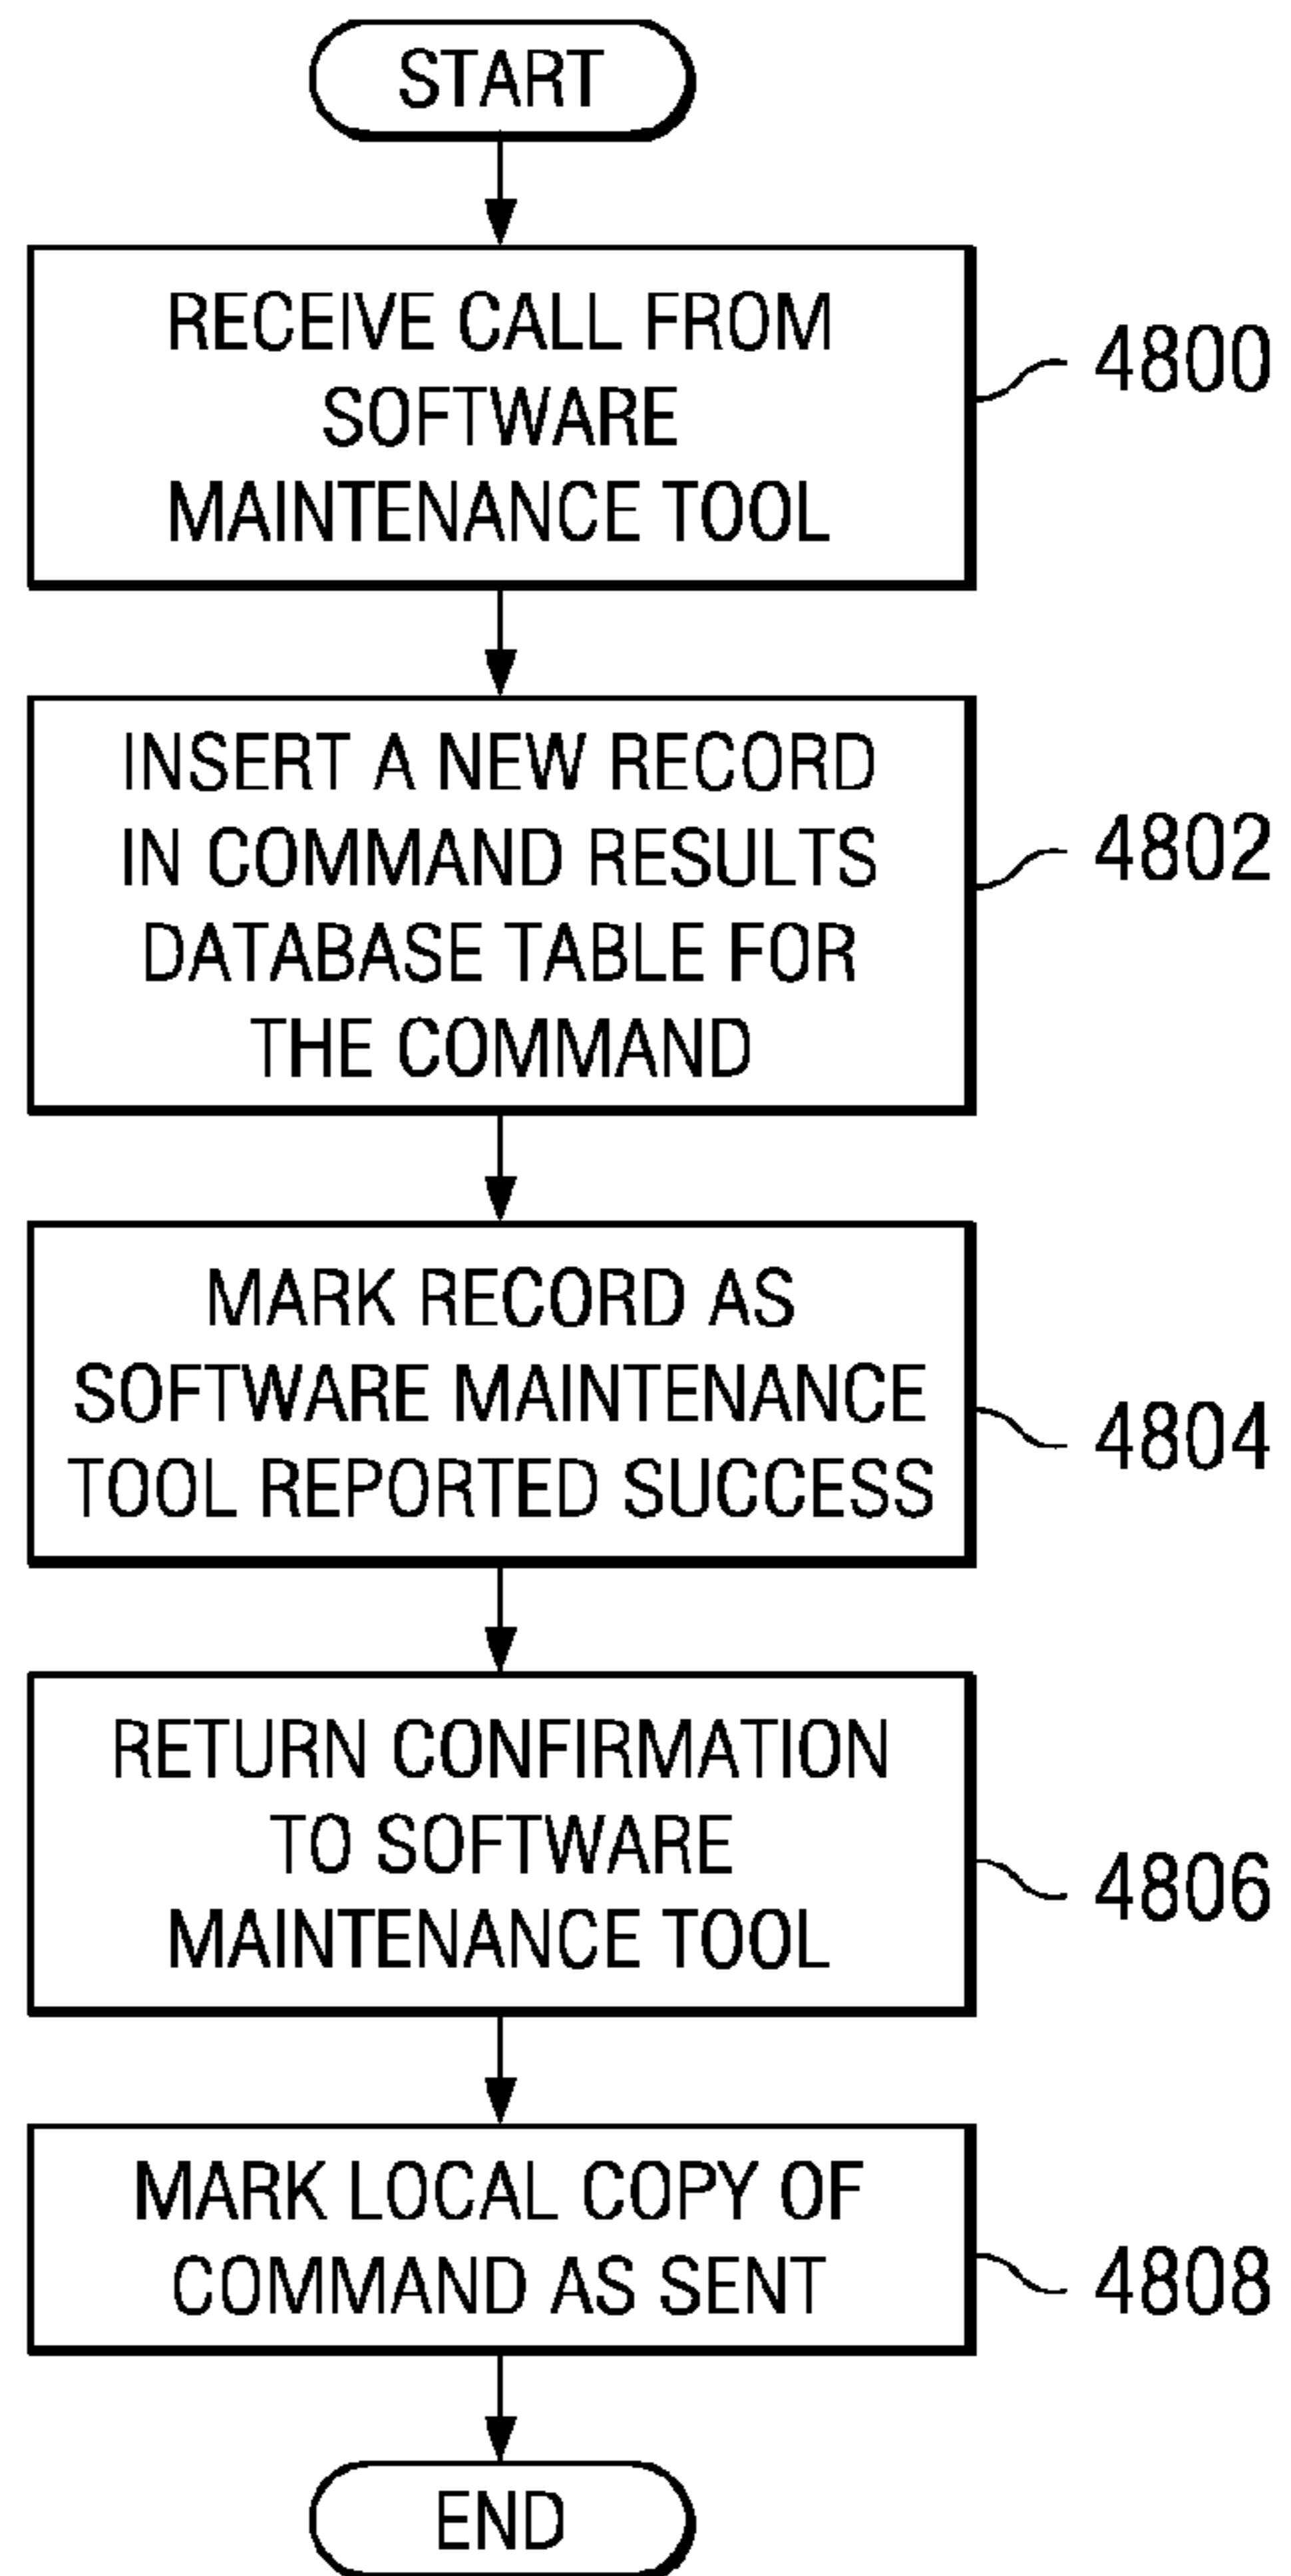 START
RECEIVE CALL FROM
SOFTWARE
MAINTENANCE TOOL
4800
INSERT A NEW RECORD
IN COMMAND RESULTS
DATABASE TABLE FOR
THE COMMAND
4802
MARK RECORD AS
SOFTWARE MAINTENANCE
TOOL REPORTED SUCCESS
4804
RETURN CONFIRMATION
TO SOFTWARE
MAINTENANCE TOOL
4806
MARK LOCAL COPY OF
COMMAND AS SENT
4808
END